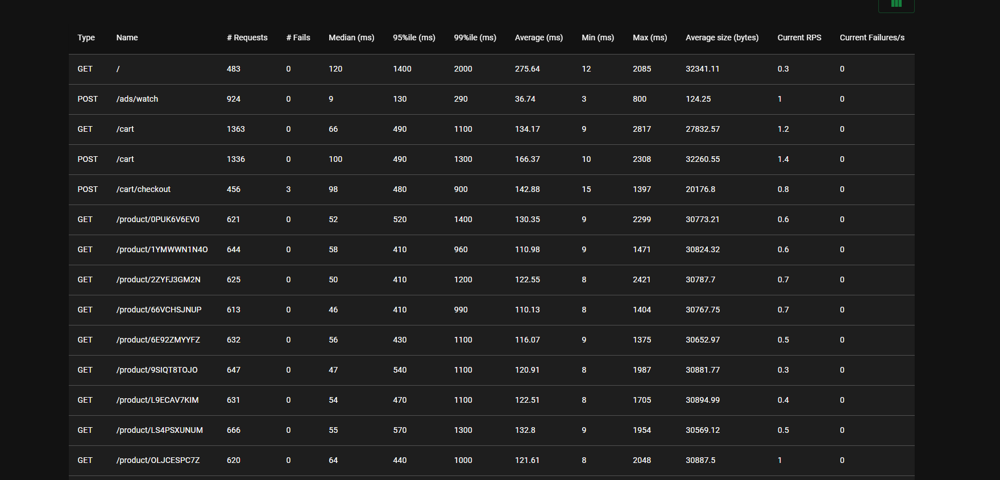 Type Name # Requests # Fails Median (ms) 95%ile (ms) 99%ile (ms) Average (ms) Min (ms) Max (ms) Average size (bytes) Current RPS Current Failures/s
GET / 483 0 120 1400 2000 275.64 12 2085 32341.11 0.3 0
POST /ads/watch 924 0 9 130 290 36.74 3 800 124.25 1 0
GET /cart 1363 0 66 490 1100 134.17 9 2817 27832.57 1.2 0
POST /cart 1336 0 100 490 1300 166.37 10 2308 32260.55 1.4 0
POST /cart/checkout 456 3 98 480 900 142.88 15 1397 20176.8 0.8 0
GET /product/0PUK6V6EV0 621 0 52 520 1400 130.35 9 2299 30773.21 0.6 0
GET /product/1YMWWN1N4O 644 0 58 410 960 110.98 9 1471 30824.32 0.6 0
GET /product/2ZYFJ3GM2N 625 0 50 410 1200 122.55 8 2421 30787.7 0.7 0
GET /product/66VCHSJNUP 613 0 46 410 990 110.13 8 1404 30767.75 0.7 0
GET /product/6E92ZMYYFZ 632 0 56 430 1100 116.07 9 1375 30652.97 0.5 0
GET /product/9SIQT8TOJO 647 0 47 540 1100 120.91 8 1987 30881.77 0.3 0
GET /product/L9ECAV7KIM 631 0 54 470 1100 122.51 8 1705 30894.99 0.4 0
GET /product/LS4PSXUNUM 666 0 55 570 1300 132.8 9 1954 30569.12 0.5 0
GET /product/OLJCESPC7Z 620 0 64 440 1000 121.61 8 2048 30887.5 1 0